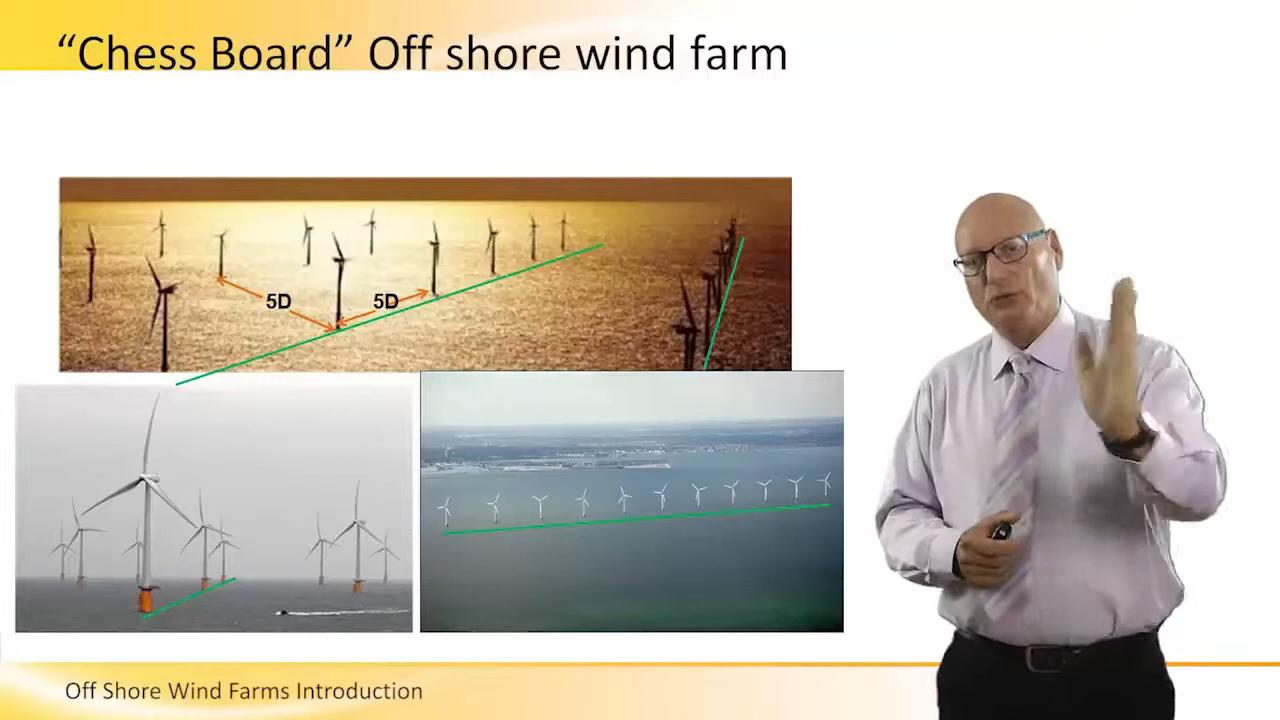 “Chess Board” Off shore wind farm
5D
5D
Off Shore Wind Farms Introduction